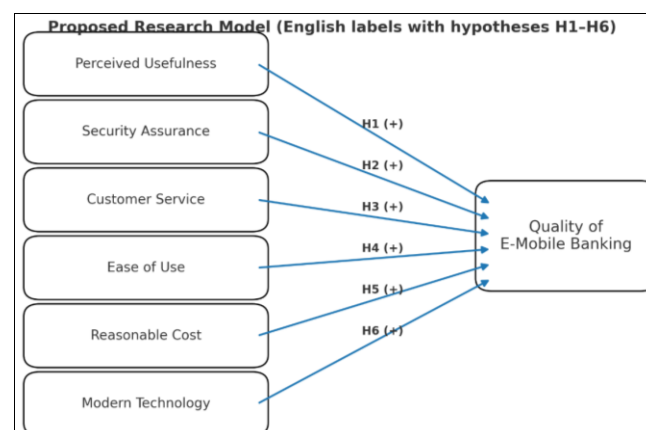 Proposed Research Model (English labels with hypotheses H1–H6)
Perceived Usefulness
H1 (+)
Security Assurance
H2 (+)
Customer Service
H3 (+)
Quality of
E-Mobile Banking
H4 (+)
Ease of Use
H5 (+)
Reasonable Cost
H6 (+)
Modern Technology